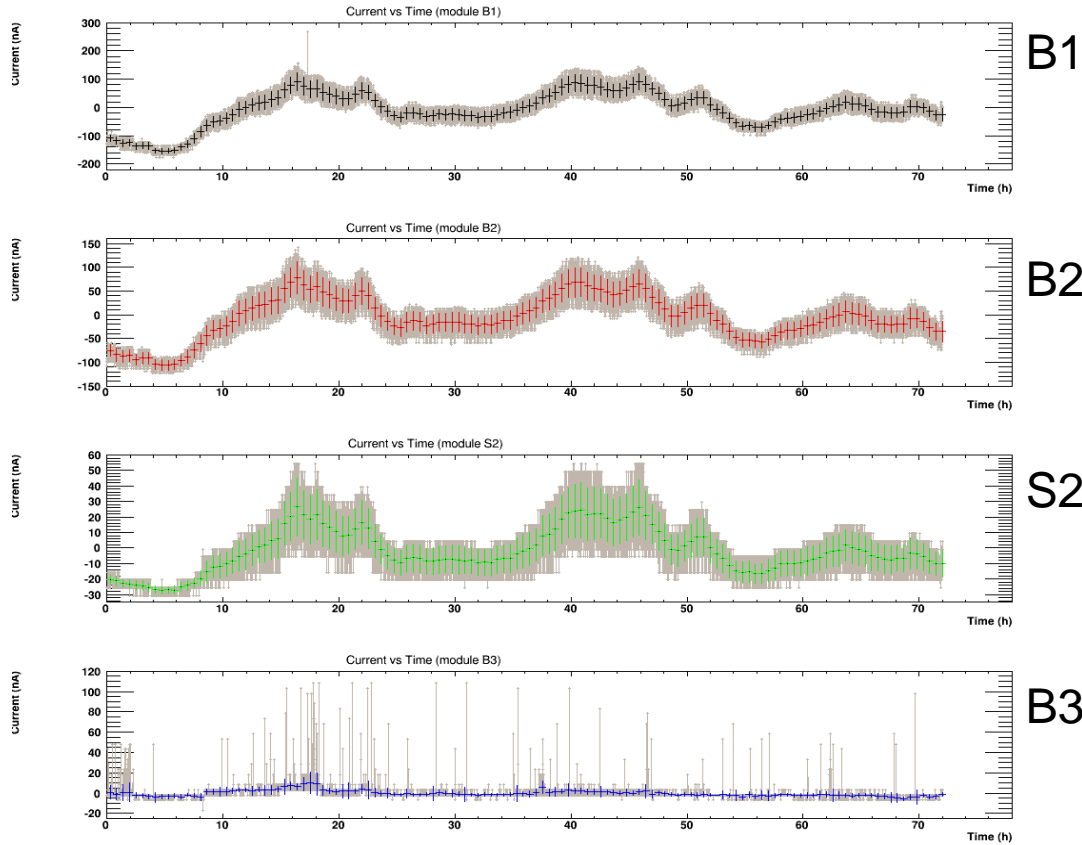 Current vs Time (module B1)
B1
Current (nA)
300
200
100
0
-100
-200
0 10 20 30 40 50 60 70
Time (h)
Current vs Time (module B2)
B2
Current (nA)
150
100
50
0
-50
-100
-150
0 10 20 30 40 50 60 70
Time (h)
Current vs Time (module S2)
S2
Current (nA)
60
50
40
30
20
10
0
-10
-20
-30
0 10 20 30 40 50 60 70
Time (h)
Current vs Time (module B3)
B3
Current (nA)
120
100
80
60
40
20
0
-20
0 10 20 30 40 50 60 70
Time (h)